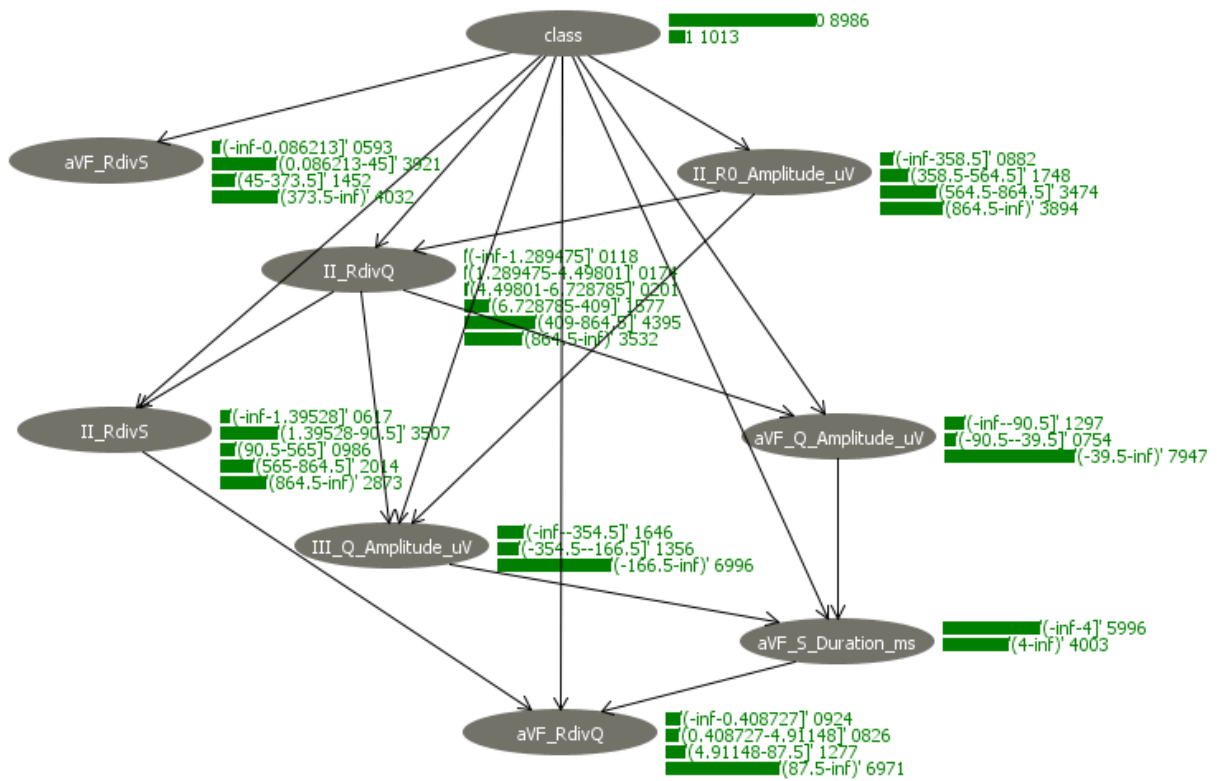 class
0 8986
1 1013
aVF_RdivS
'(-inf-0.086213]' 0593
'(0.086213-45]' 3921
'(45-373.5]' 1452
'(373.5-inf)' 4032
II_R0_Amplitude_uV
'(-inf-358.5]' 0882
'(358.5-564.5]' 1748
'(564.5-864.5]' 3474
'(864.5-inf)' 3894
II_RdivQ
'(-inf-1.289475]' 0118
'(1.289475-4.49801]' 0174
'(4.49801-6.728785]' 0201
'(6.728785-409]' 1577
'(409-864.5]' 4395
'(864.5-inf)' 3532
II_RdivS
'(-inf-1.39528]' 0617
'(1.39528-90.5]' 3507
'(90.5-565]' 0986
'(565-864.5]' 2014
'(864.5-inf)' 2873
aVF_Q_Amplitude_uV
'(-inf--90.5]' 1297
'(-90.5--39.5]' 0754
'(-39.5-inf)' 7947
III_Q_Amplitude_uV
'(-inf--354.5]' 1646
'(-354.5--166.5]' 1356
'(-166.5-inf)' 6996
aVF_S_Duration_ms
'(-inf-4]' 5996
'(4-inf)' 4003
aVF_RdivQ
'(-inf-0.408727]' 0924
'(0.408727-4.91148]' 0826
'(4.91148-87.5]' 1277
'(87.5-inf)' 6971